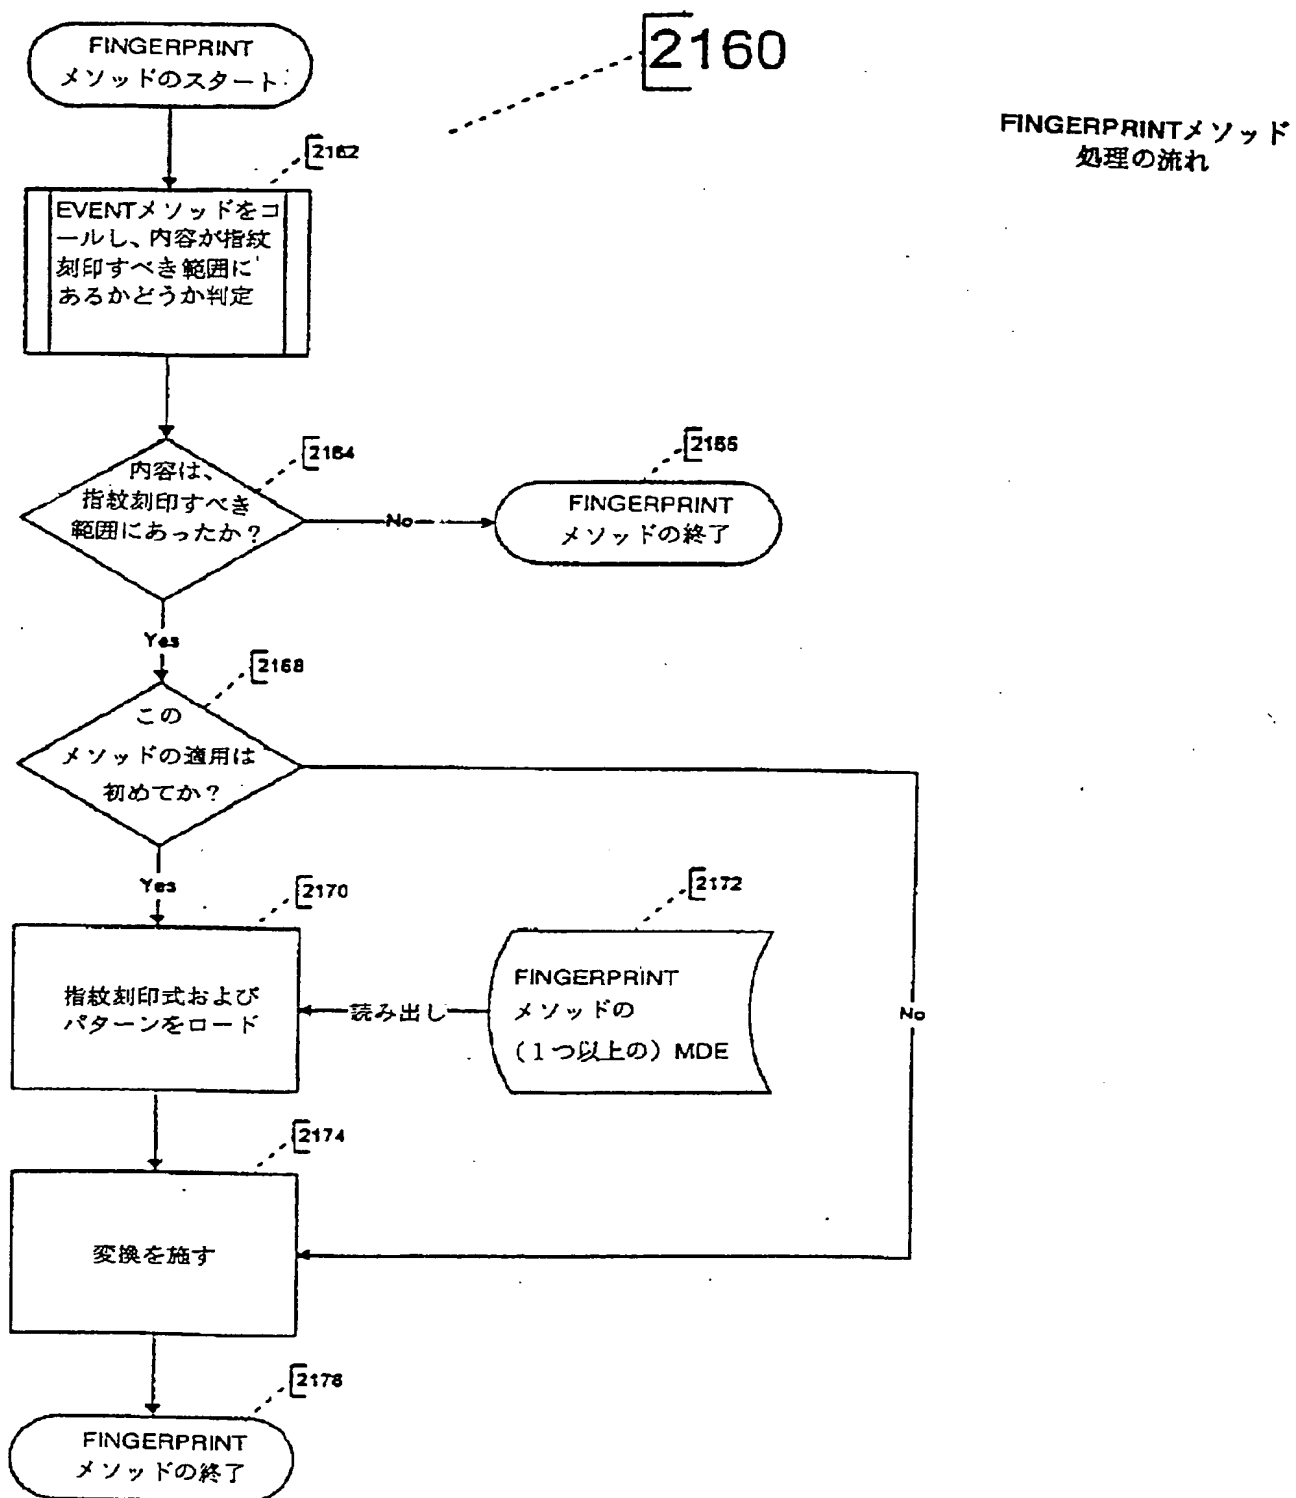 FINGERPRINT
メソッドのスタート
2160
FINGERPRINTメソッド
処理の流れ
2162
EVENTメソッドをコ
ールし、内容が指紋
刻印すべき範囲に
あるかどうか判定
2164
内容は、
指紋刻印すべき
範囲にあったか？
No
2166
FINGERPRINT
メソッドの終了
Yes
2168
この
メソッドの適用は
初めてか？
Yes
2170
指紋刻印式および
パターンをロード
読み出し
2172
FINGERPRINT
メソッドの
（１つ以上の）MDE
No
2174
変換を施す
2176
FINGERPRINT
メソッドの終了